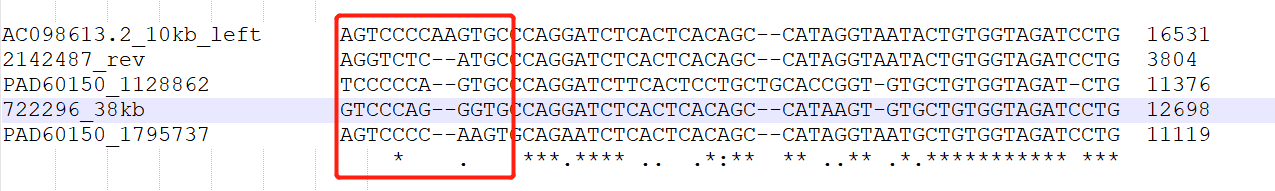 AC098613.2_10kb_left AGTCCCCAAGTGCCCAGGATCTCACTCACAGC--CATAGGTAATACTGTGGTAGATCCTG 16531
2142487_rev AGGTCTC--ATGCCCAGGATCTCACTCACAGC--CATAGGTAATACTGTGGTAGATCCTG 3804
PAD60150_1128862 TCCCCCA--GTGCCCAGGATCTTCACTCCTGCTGCACCGGT-GTGCTGTGGTAGAT-CTG 11376
722296_38kb GTCCCAG--GGTGCCAGGATCTCACTCACAGC--CATAAGT-GTGCTGTGGTAGATCCTG 12698
PAD60150_1795737 AGTCCCC--AAGTGCAGAATCTCACTCACAGC--CATAGGTAATGCTGTGGTAGATCCTG 11119
* . ***.**** .. .*:** ** ..** .*.*********** ***